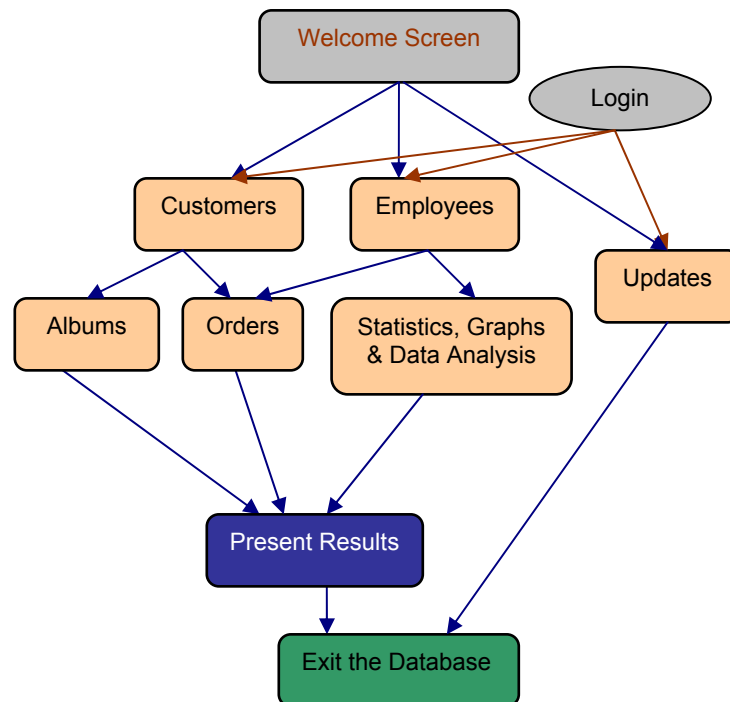 Welcome Screen
Login
Customers
Employees
Updates
Albums
Orders
Statistics, Graphs
& Data Analysis
Present Results
Exit the Database